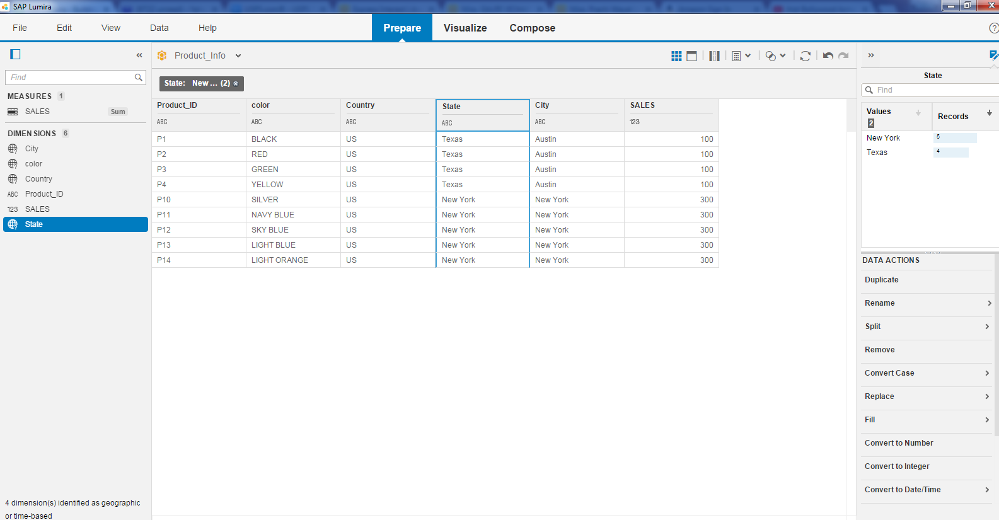 SAP Lumira
File Edit View Data Help Prepare Visualize Compose ?
« Product_Info »
State
Find
Find
State: New ... (2) ×
MEASURES 1
SALES Sum
DIMENSIONS 6
City
color
Country
ABC Product_ID
123 SALES
State
Product_ID color Country State City SALES
ABC ABC ABC ABC ABC 123
P1 BLACK US Texas Austin 100
P2 RED US Texas Austin 100
P3 GREEN US Texas Austin 100
P4 YELLOW US Texas Austin 100
P10 SILVER US New York New York 300
P11 NAVY BLUE US New York New York 300
P12 SKY BLUE US New York New York 300
P13 LIGHT BLUE US New York New York 300
P14 LIGHT ORANGE US New York New York 300
Values Records
2
New York 5
Texas 4
DATA ACTIONS
Duplicate
Rename
Split
Remove
Convert Case
Replace
Fill
Convert to Number
Convert to Integer
Convert to Date/Time
4 dimension(s) identified as geographic
or time-based